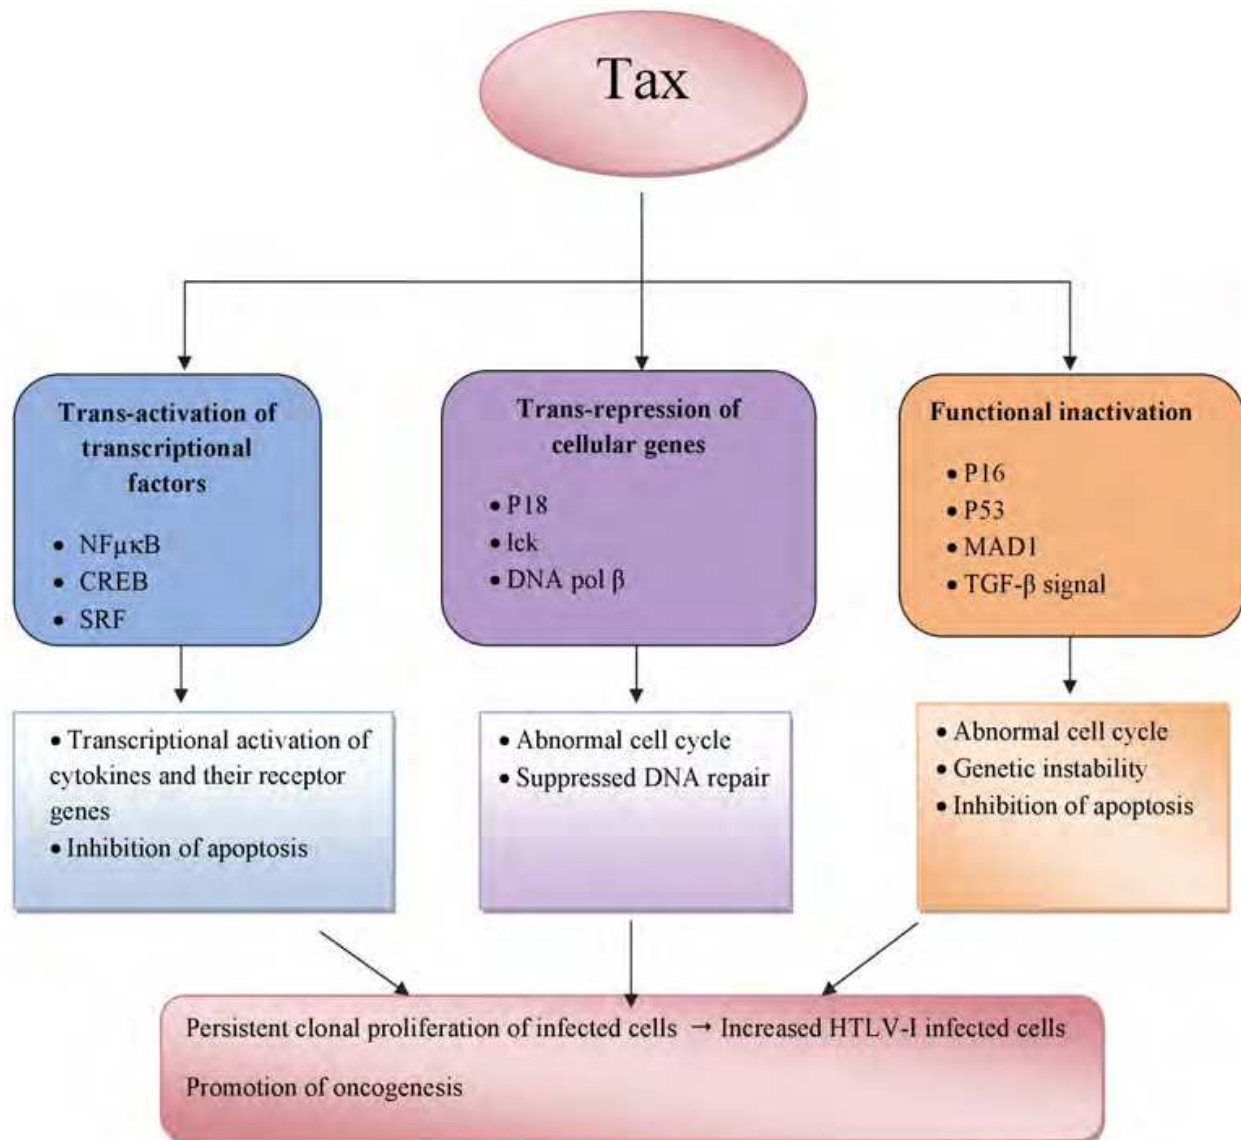 Tax
Trans-activation of
transcriptional
factors
• NFμκB
• CREB
• SRF
Trans-repression of
cellular genes
• P18
• lck
• DNA pol β
Functional inactivation
• P16
• P53
• MAD1
• TGF-β signal
• Transcriptional activation of
cytokines and their receptor
genes
• Inhibition of apoptosis
• Abnormal cell cycle
• Suppressed DNA repair
• Abnormal cell cycle
• Genetic instability
• Inhibition of apoptosis
Persistent clonal proliferation of infected cells → Increased HTLV-I infected cells
Promotion of oncogenesis